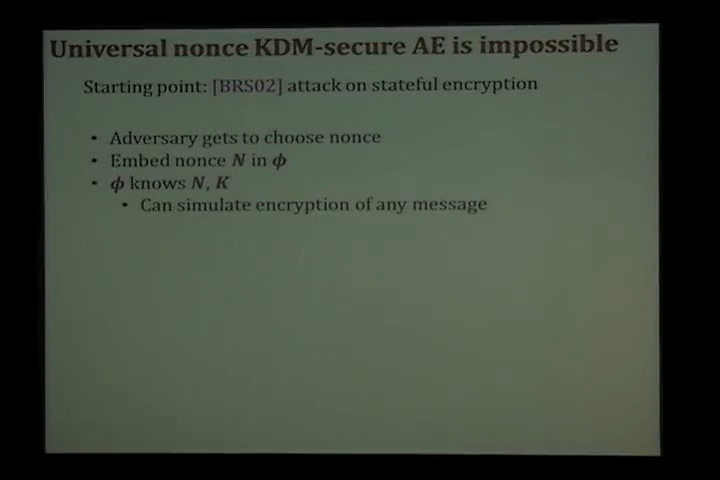 Universal nonce KDM-secure AE is impossible
Starting point: [BRS02] attack on stateful encryption
• Adversary gets to choose nonce
• Embed nonce N in ϕ
• ϕ knows N, K
• Can simulate encryption of any message